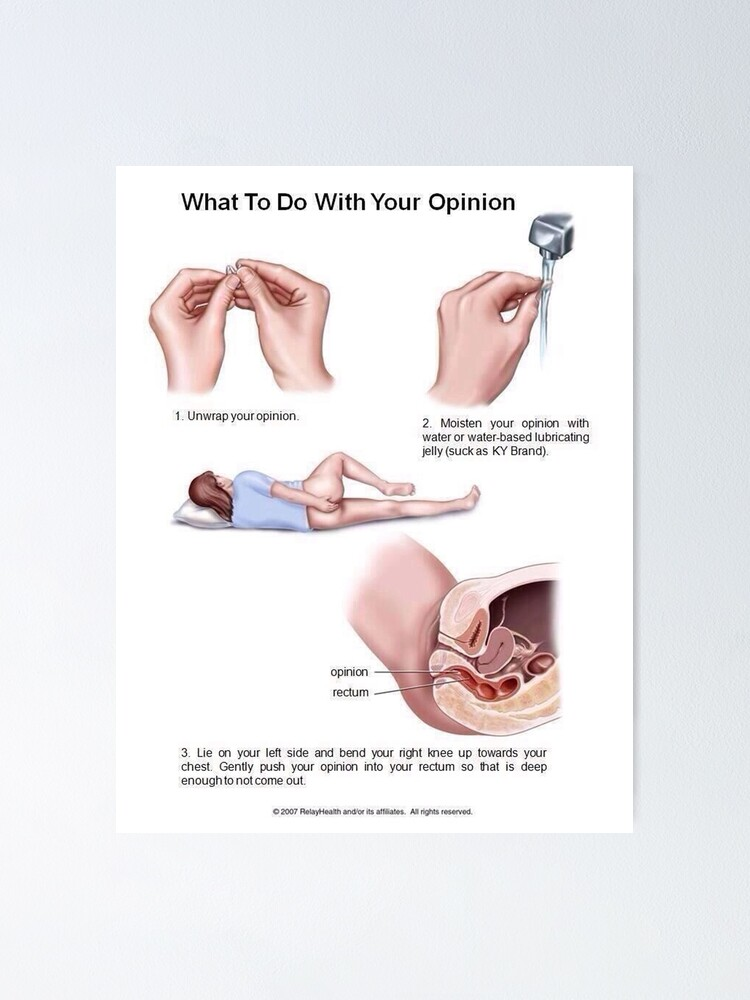 What To Do With Your Opinion
1. Unwrap your opinion.
2. Moisten your opinion with
water or water-based lubricating
jelly (suck as KY Brand).
opinion
rectum
3. Lie on your left side and bend your right knee up towards your
chest. Gently push your opinion into your rectum so that is deep
enough to not come out.
© 2007 RelayHealth and/or its affiliates. All rights reserved.